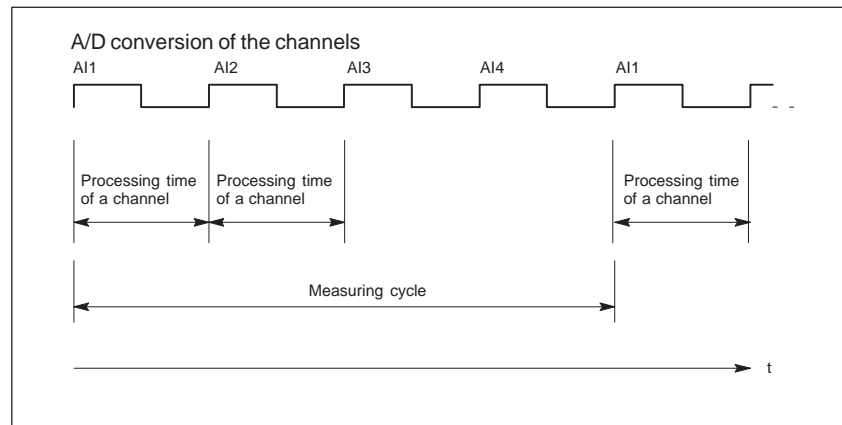 A/D conversion of the channels
AI1 AI2 AI3 AI4 AI1
Processing time
of a channel
Processing time
of a channel
Processing time
of a channel
Measuring cycle
t